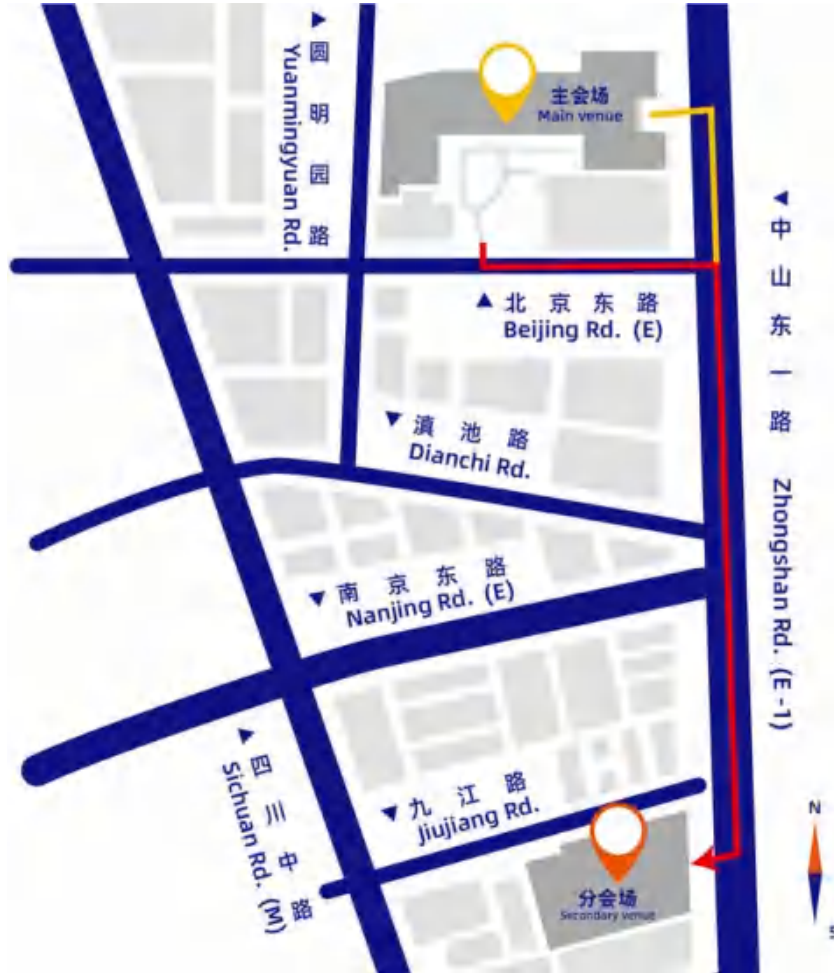 圆明园路
Yuanmingyuan Rd.
主会场
Main venue
中山东一路
Zhongshan Rd. (E-1)
北京东路
Beijing Rd. (E)
滇池路
Dianchi Rd.
南京东路
Nanjing Rd. (E)
四川中路
Sichuan Rd. (M)
九江路
Jiujiang Rd.
N
S
分会场
Secondary venue